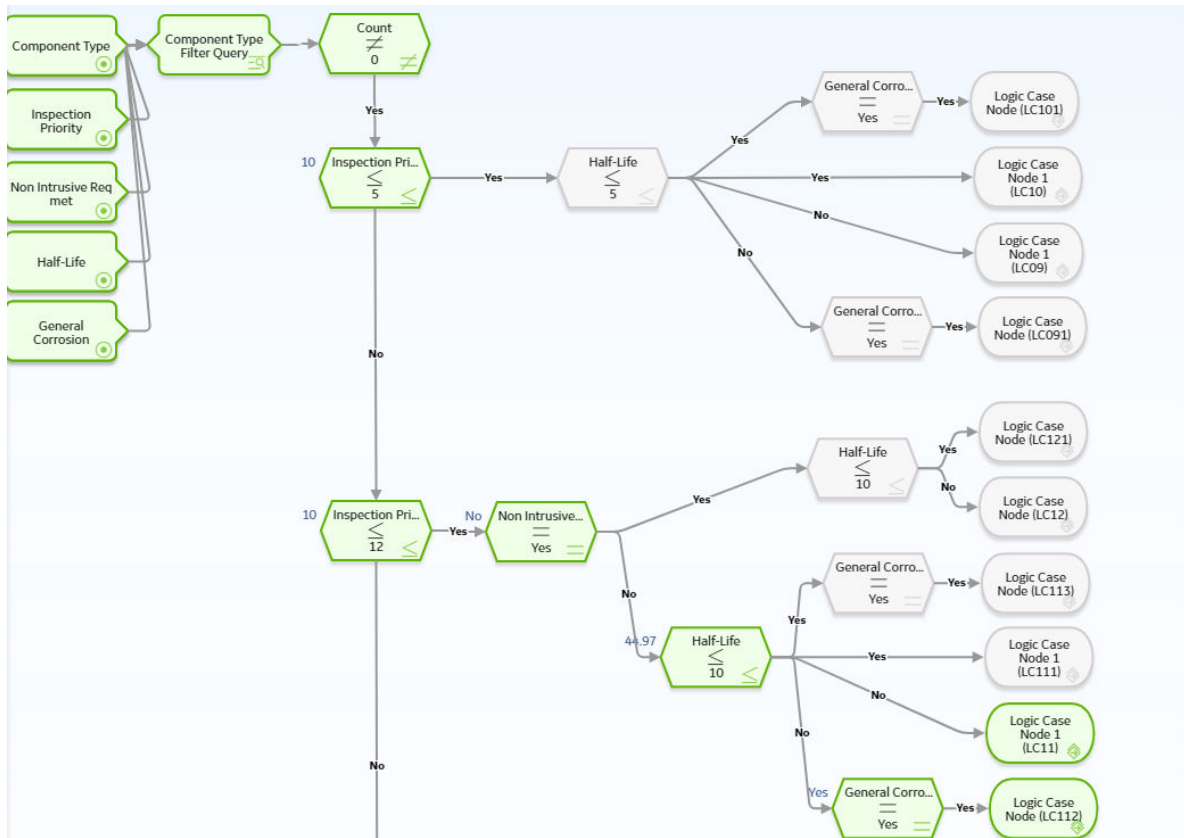 Component Type
Component Type
Filter Query
Count
≠
0
Inspection
Priority
Non Intrusive Req
met
Half-Life
General
Corrosion
Yes
10
Inspection Pri...
≤
5
Yes
Half-Life
≤
5
Yes
General Corro...
=
Yes
Yes
Logic Case
Node (LC101)
Yes
Logic Case
Node 1
(LC10)
No
Logic Case
Node 1
(LC09)
No
General Corro...
=
Yes
Yes
Logic Case
Node (LC091)
No
10
Inspection Pri...
≤
12
Yes
No
Non Intrusive...
=
Yes
Yes
Half-Life
≤
10
Yes
Logic Case
Node (LC121)
No
Logic Case
Node (LC12)
No
44.97
Half-Life
≤
10
Yes
General Corro...
=
Yes
Yes
Logic Case
Node (LC113)
Yes
Logic Case
Node 1
(LC111)
No
Logic Case
Node 1
(LC11)
No
Yes
General Corro...
=
Yes
Yes
Logic Case
Node (LC112)
No